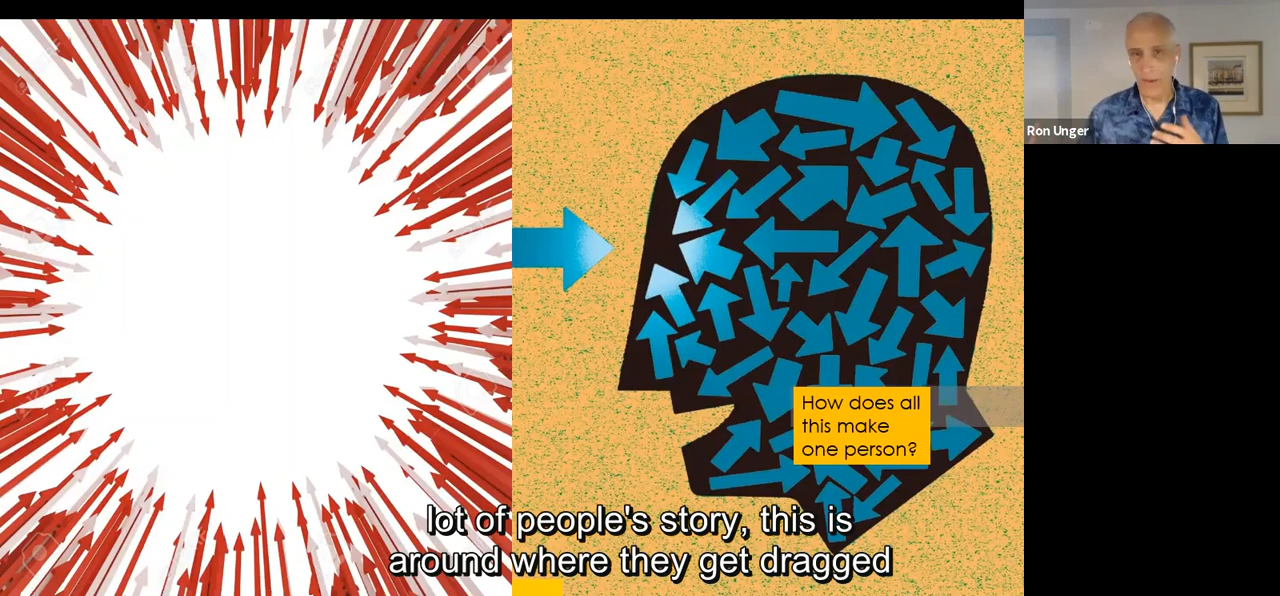 Ron Unger
How does all
this make
one person?
lot of people's story, this is
around where they get dragged